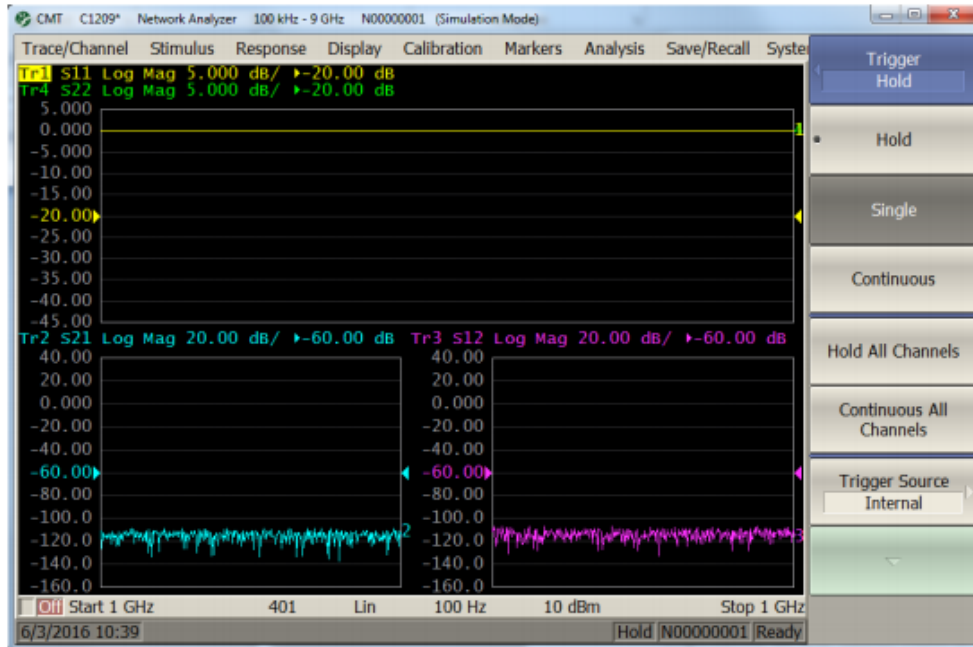 CMT C1209* Network Analyzer 100 kHz - 9 GHz N00000001 (Simulation Mode)
Trace/Channel Stimulus Response Display Calibration Markers Analysis Save/Recall Syste
Tr1 S11 Log Mag 5.000 dB/ ▸-20.00 dB
Tr4 S22 Log Mag 5.000 dB/ ▸-20.00 dB
5.000
0.000
-5.000
-10.00
-15.00
-20.00
-25.00
-30.00
-35.00
-40.00
-45.00
1
Tr2 S21 Log Mag 20.00 dB/ ▸-60.00 dB
40.00
20.00
0.000
-20.00
-40.00
-60.00
-80.00
-100.0
-120.0
-140.0
-160.0
2
Tr3 S12 Log Mag 20.00 dB/ ▸-60.00 dB
40.00
20.00
0.000
-20.00
-40.00
-60.00
-80.00
-100.0
-120.0
-140.0
-160.0
3
Off Start 1 GHz 401 Lin 100 Hz 10 dBm Stop 1 GHz
6/3/2016 10:39 Hold N00000001 Ready
Trigger
Hold
Hold
Single
Continuous
Hold All Channels
Continuous All
Channels
Trigger Source
Internal